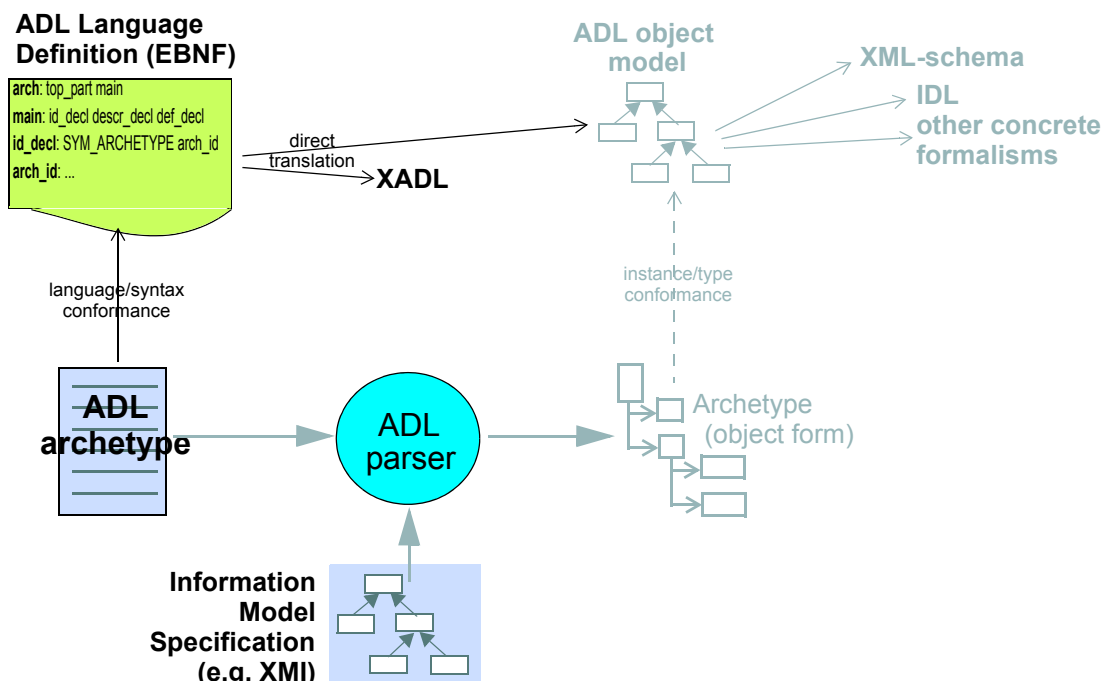 ADL Language
Definition (EBNF)
arch: top_part main
main: id_decl descr_decl def_decl
id_decl: SYM_ARCHETYPE arch_id
arch_id: ...
direct
translation
XADL
ADL object
model
XML-schema
IDL
other concrete
formalisms
language/syntax
conformance
instance/type
conformance
ADL
archetype
ADL
parser
Archetype
(object form)
Information
Model
Specification
(e.g. XMI)